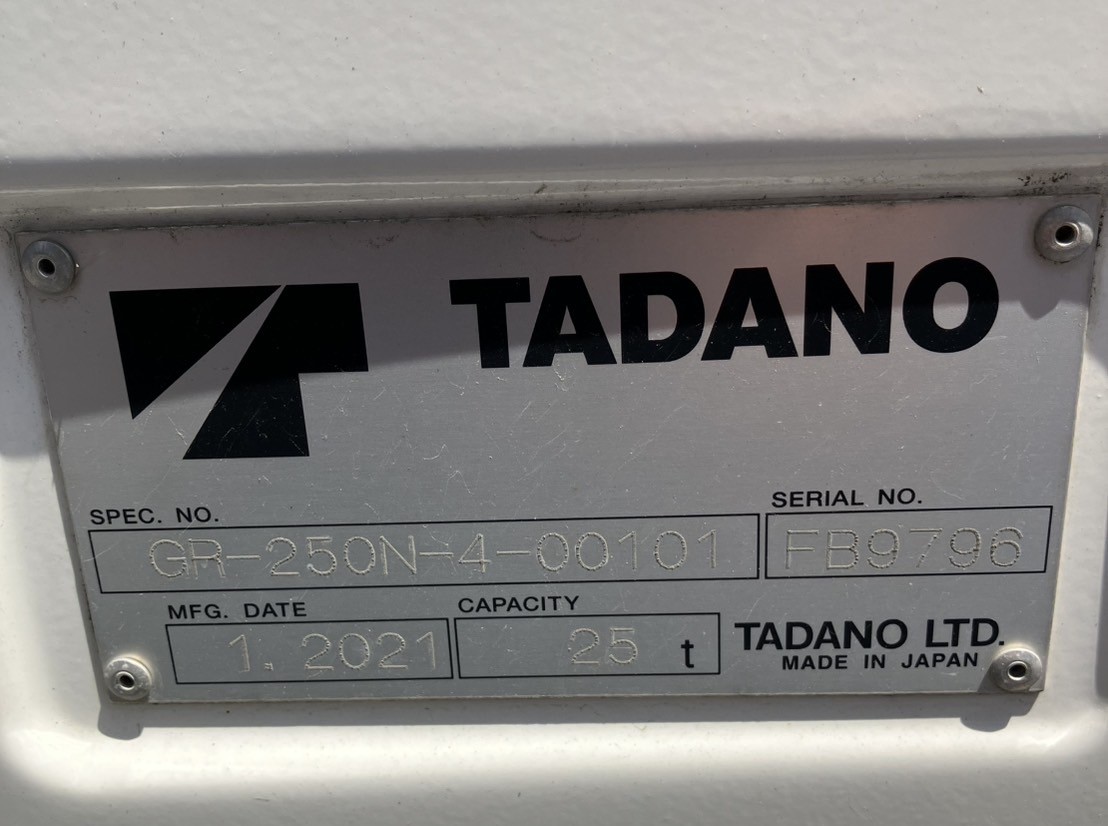 TADANO
SPEC. NO.
GR-250N-4-00101
SERIAL NO.
FB9796
MFG. DATE
1. 2021
CAPACITY
25 t
TADANO LTD.
MADE IN JAPAN